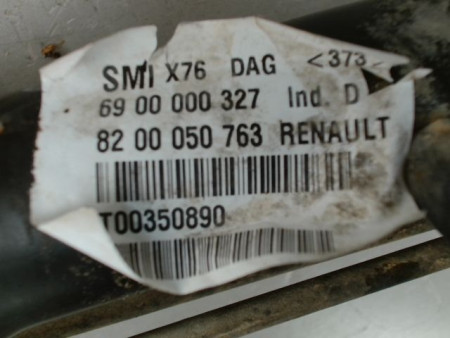 SMI X76 DAG <373
69 00 000 327 Ind. D
82 00 050 763 RENAULT
T00350890